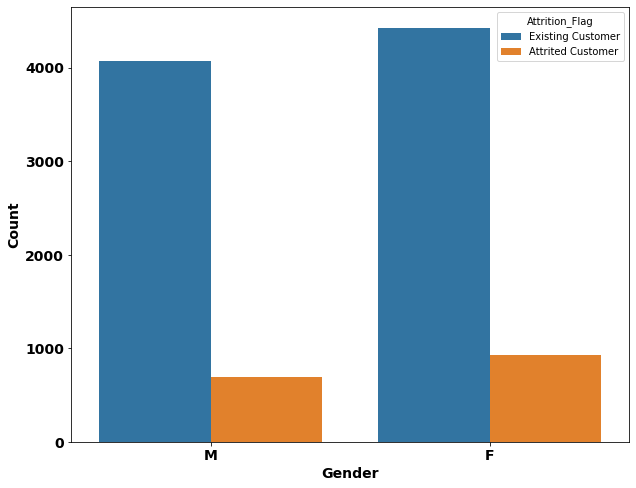 Attrition_Flag
Existing Customer
Attrited Customer
4000
3000
2000
1000
0
Count
M
F
Gender